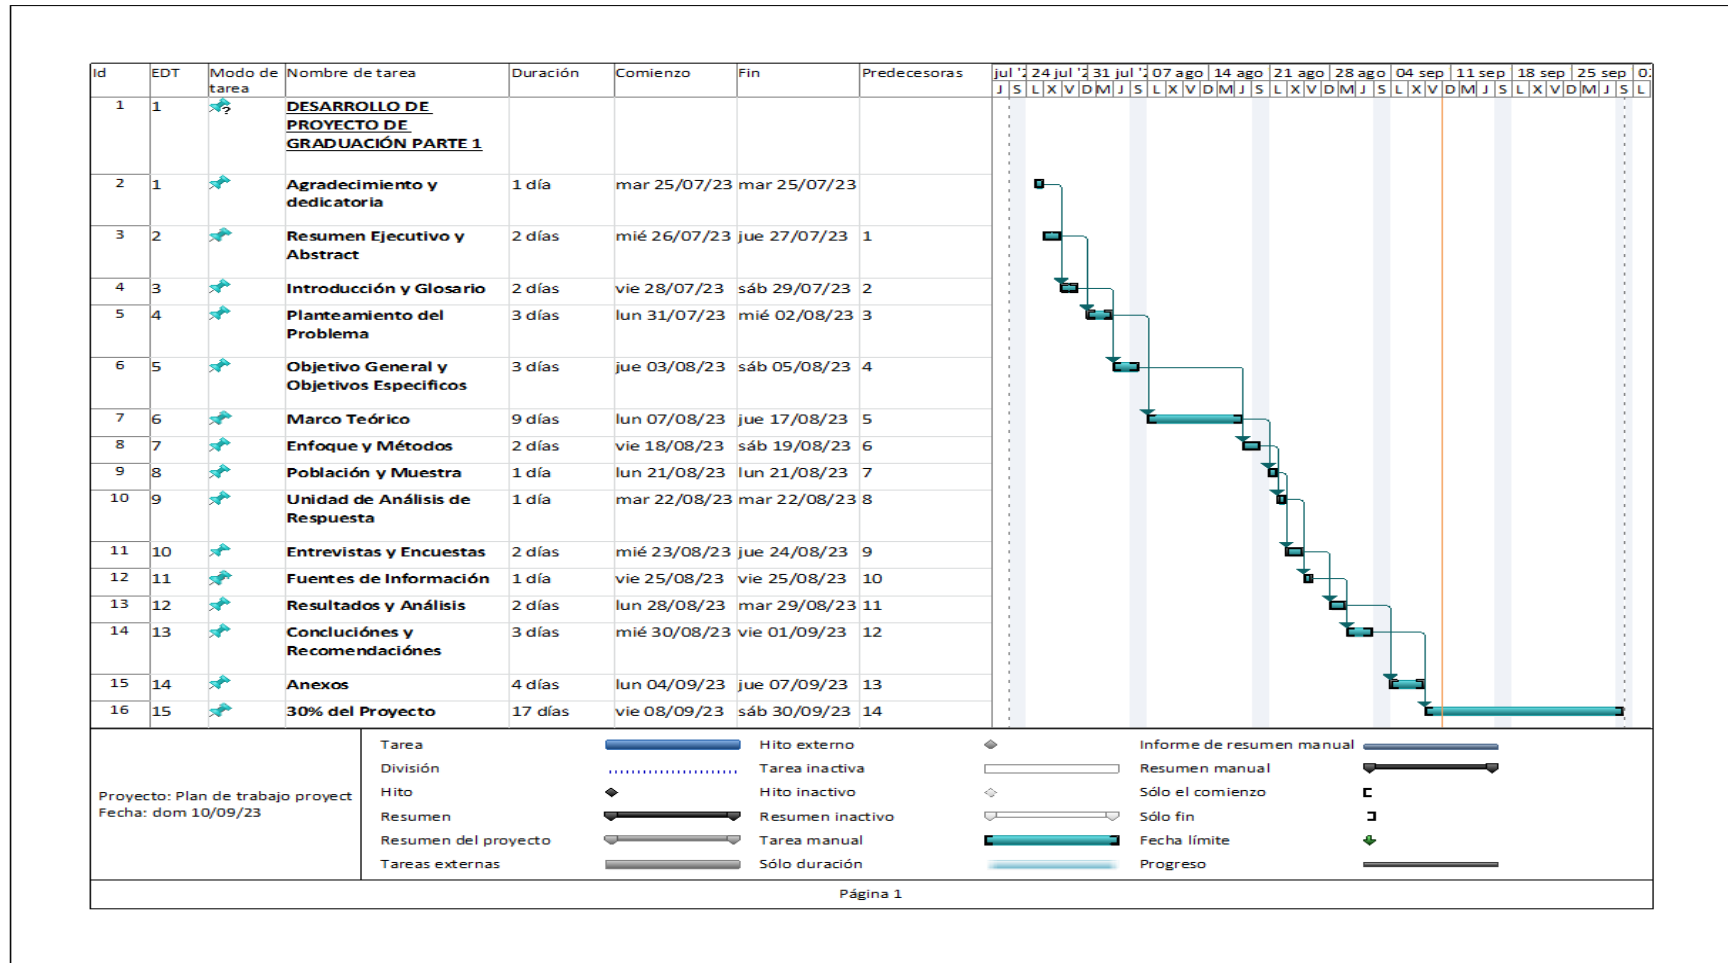 Id EDT Modo de tarea Nombre de tarea Duración Comienzo Fin Predecesoras
jul '2 24 jul '2 31 jul '2 07 ago 14 ago 21 ago 28 ago 04 sep 11 sep 18 sep 25 sep 0
J S L X V D M J S L X V D M J S L X V D M J S L X V D M J S L X V D M J S L
1 1 DESARROLLO DE
PROYECTO DE
GRADUACIÓN PARTE 1
2 1 Agradecimiento y dedicatoria 1 día mar 25/07/23 mar 25/07/23
3 2 Resumen Ejecutivo y Abstract 2 días mié 26/07/23 jue 27/07/23 1
4 3 Introducción y Glosario 2 días vie 28/07/23 sáb 29/07/23 2
5 4 Planteamiento del Problema 3 días lun 31/07/23 mié 02/08/23 3
6 5 Objetivo General y Objetivos Especificos 3 días jue 03/08/23 sáb 05/08/23 4
7 6 Marco Teórico 9 días lun 07/08/23 jue 17/08/23 5
8 7 Enfoque y Métodos 2 días vie 18/08/23 sáb 19/08/23 6
9 8 Población y Muestra 1 día lun 21/08/23 lun 21/08/23 7
10 9 Unidad de Análisis de Respuesta 1 día mar 22/08/23 mar 22/08/23 8
11 10 Entrevistas y Encuestas 2 días mié 23/08/23 jue 24/08/23 9
12 11 Fuentes de Información 1 día vie 25/08/23 vie 25/08/23 10
13 12 Resultados y Análisis 2 días lun 28/08/23 mar 29/08/23 11
14 13 Concluciónes y Recomendaciónes 3 días mié 30/08/23 vie 01/09/23 12
15 14 Anexos 4 días lun 04/09/23 jue 07/09/23 13
16 15 30% del Proyecto 17 días vie 08/09/23 sáb 30/09/23 14
Proyecto: Plan de trabajo proyect
Fecha: dom 10/09/23
Tarea
División
Hito
Resumen
Resumen del proyecto
Tareas externas
Hito externo
Tarea inactiva
Hito inactivo
Resumen inactivo
Tarea manual
Sólo duración
Informe de resumen manual
Resumen manual
Sólo el comienzo
Sólo fin
Fecha límite
Progreso
Página 1